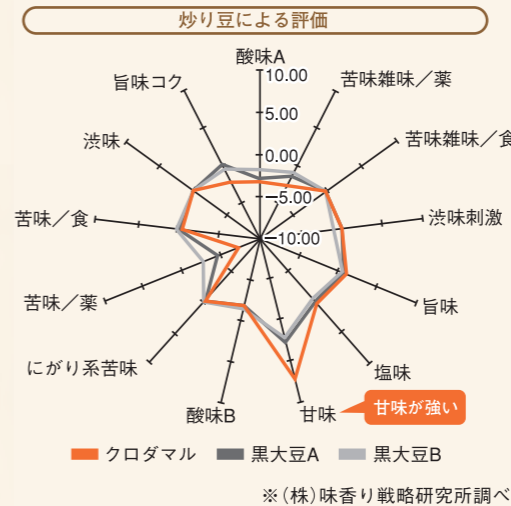 炒り豆による評価
酸味A
10.00
5.00
0.00
−5.00
−10.00
苦味雑味／薬
苦味雑味／食
渋味刺激
旨味
塩味
甘味
甘味が強い
酸味B
にがり系苦味
苦味／薬
苦味／食
渋味
旨味コク
クロダマル
黒大豆A
黒大豆B
※（株）味香り戦略研究所調べ